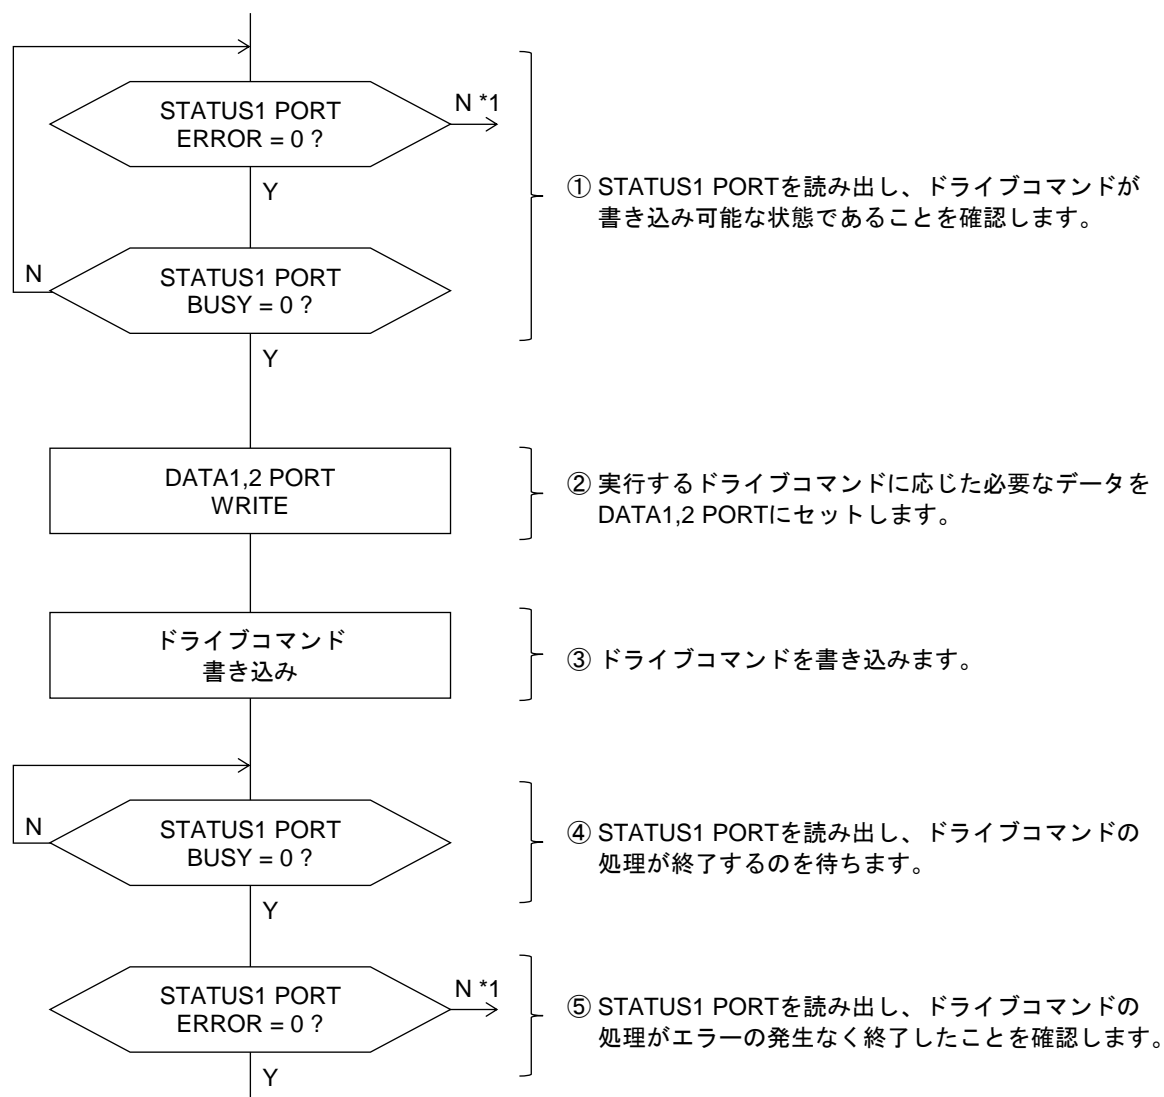 STATUS1 PORT
ERROR = 0 ?
N *1
Y
STATUS1 PORT
BUSY = 0 ?
N
Y
① STATUS1 PORTを読み出し、ドライブコマンドが
書き込み可能な状態であることを確認します。
DATA1,2 PORT
WRITE
② 実行するドライブコマンドに応じた必要なデータを
DATA1,2 PORTにセットします。
ドライブコマンド
書き込み
③ ドライブコマンドを書き込みます。
N
STATUS1 PORT
BUSY = 0 ?
Y
④ STATUS1 PORTを読み出し、ドライブコマンドの
処理が終了するのを待ちます。
STATUS1 PORT
ERROR = 0 ?
N *1
Y
⑤ STATUS1 PORTを読み出し、ドライブコマンドの
処理がエラーの発生なく終了したことを確認します。